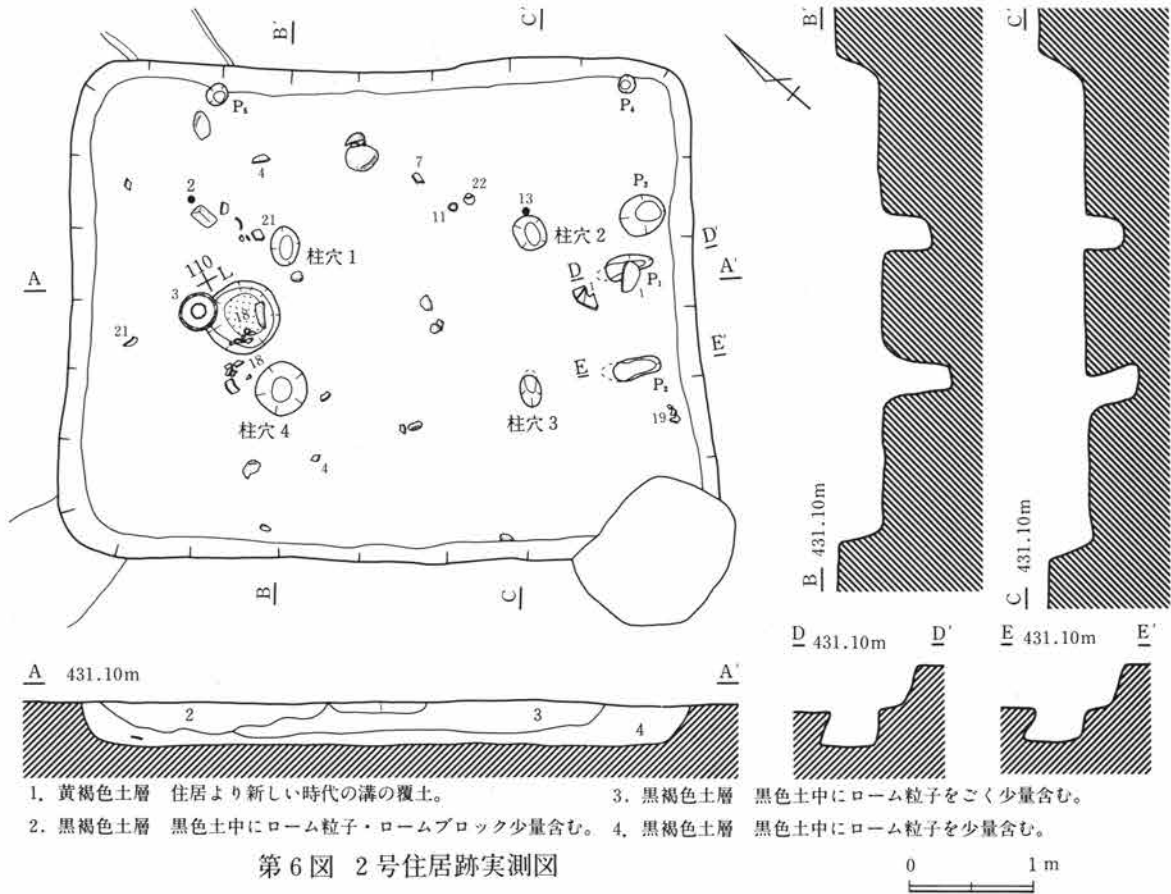 B'
C'
P₅
P₄
4
7
2
22
11
13
P₃
21
柱穴 1
柱穴 2
D'
A
110
L
D
P₁
A'
3
1
1
18
21
18
E
E'
P₂
柱穴 4
柱穴 3
19
4
B
C
B'
C'
B 431.10m
C 431.10m
A 431.10m A'
2 1 3 4
D 431.10m D'
E 431.10m E'
1. 黄褐色土層 住居より新しい時代の溝の覆土。
2. 黒褐色土層 黒色土中にローム粒子・ロームブロック少量含む。
3. 黒褐色土層 黒色土中にローム粒子をごく少量含む。
4. 黒褐色土層 黒色土中にローム粒子を少量含む。
第6図 2号住居跡実測図
0 1 m